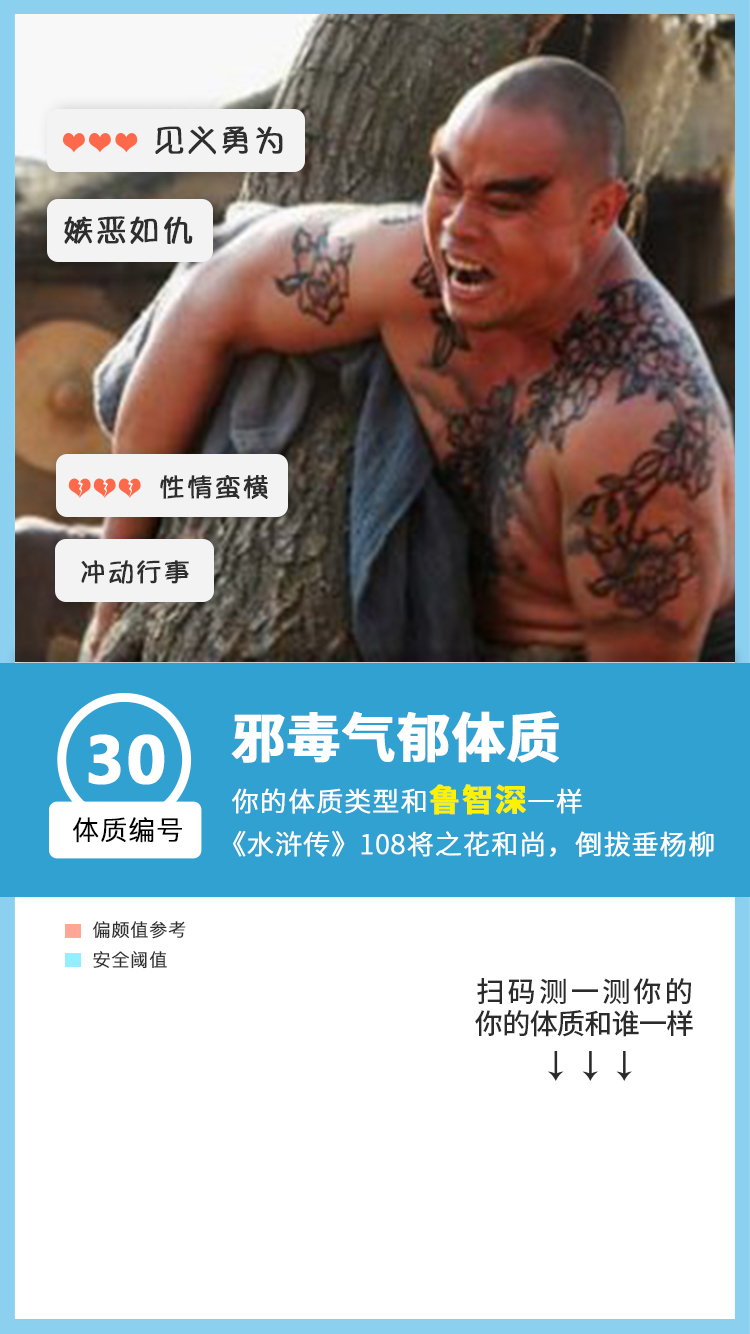 见义勇为
嫉恶如仇
性情蛮横
冲动行事
30
体质编号
邪毒气郁体质
你的体质类型和鲁智深一样
《水浒传》108将之花和尚，倒拔垂杨柳
偏颇值参考
安全阈值
扫码测一测你的
你的体质和谁一样
↓ ↓ ↓